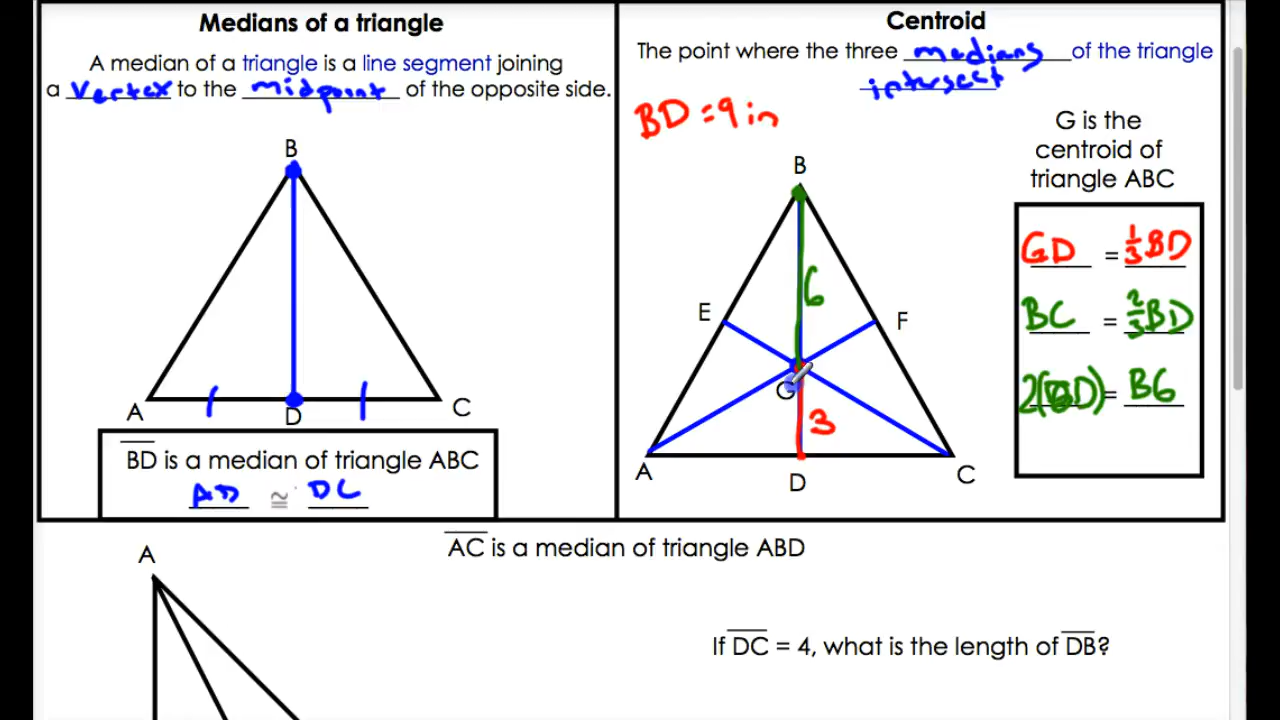 Medians of a triangle
A median of a triangle is a line segment joining
a vertex to the midpoint of the opposite side.
B
A
D
C
BD is a median of triangle ABC
AD ≅ DC
Centroid
The point where the three medians of the triangle
intersect
BD = 9 in
G is the
centroid of
triangle ABC
B
6
E
F
G
3
A
D
C
GD = 1/3 BD
BC = 2/3 BD
2(GD) = BG
AC is a median of triangle ABD
A
If DC = 4, what is the length of DB?